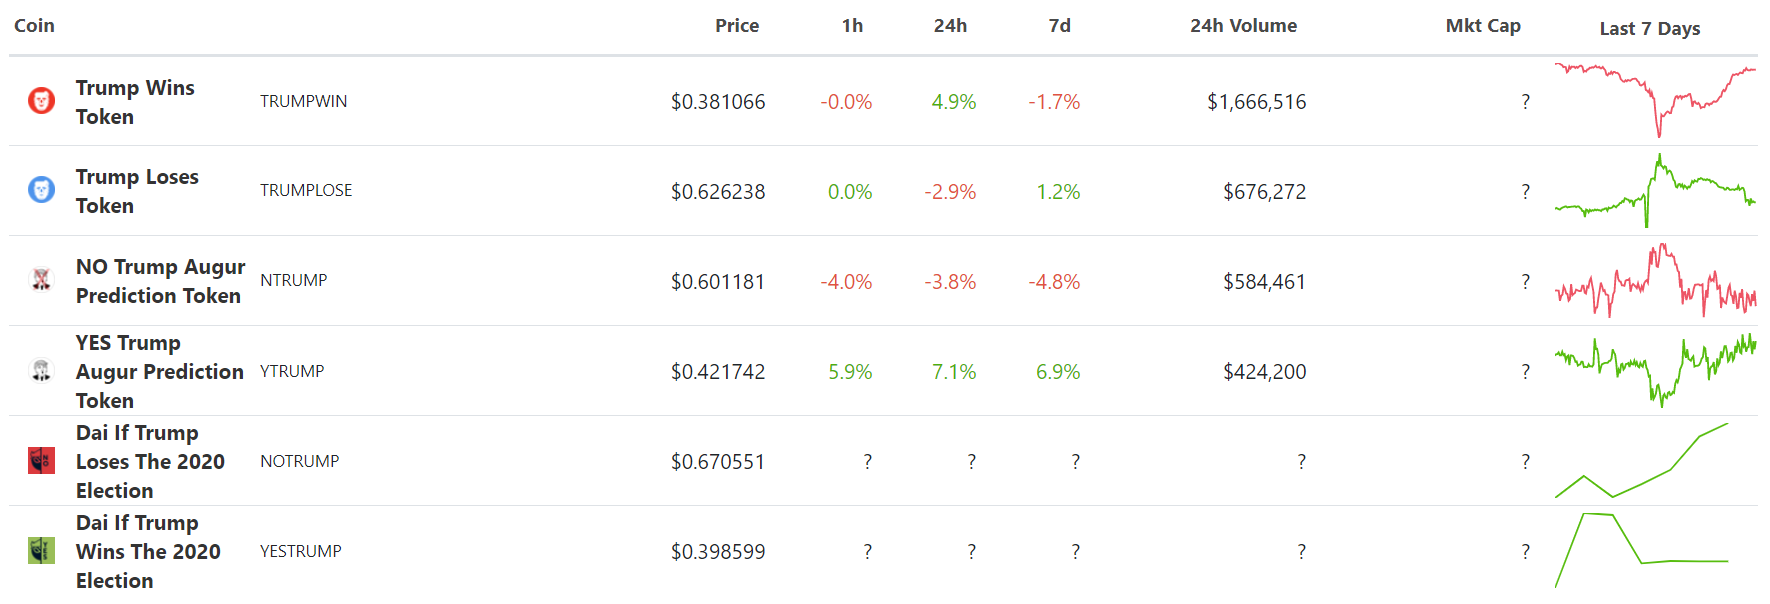 Coin Price 1h 24h 7d 24h Volume Mkt Cap Last 7 Days
Trump Wins
Token
TRUMPWIN $0.381066 -0.0% 4.9% -1.7% $1,666,516 ?
Trump Loses
Token
TRUMPLOSE $0.626238 0.0% -2.9% 1.2% $676,272 ?
NO Trump Augur
Prediction Token
NTRUMP $0.601181 -4.0% -3.8% -4.8% $584,461 ?
YES Trump
Augur Prediction
Token
YTRUMP $0.421742 5.9% 7.1% 6.9% $424,200 ?
NO
Dai If Trump
Loses The 2020
Election
NOTRUMP $0.670551 ? ? ? ? ?
YES
Dai If Trump
Wins The 2020
Election
YESTRUMP $0.398599 ? ? ? ? ?